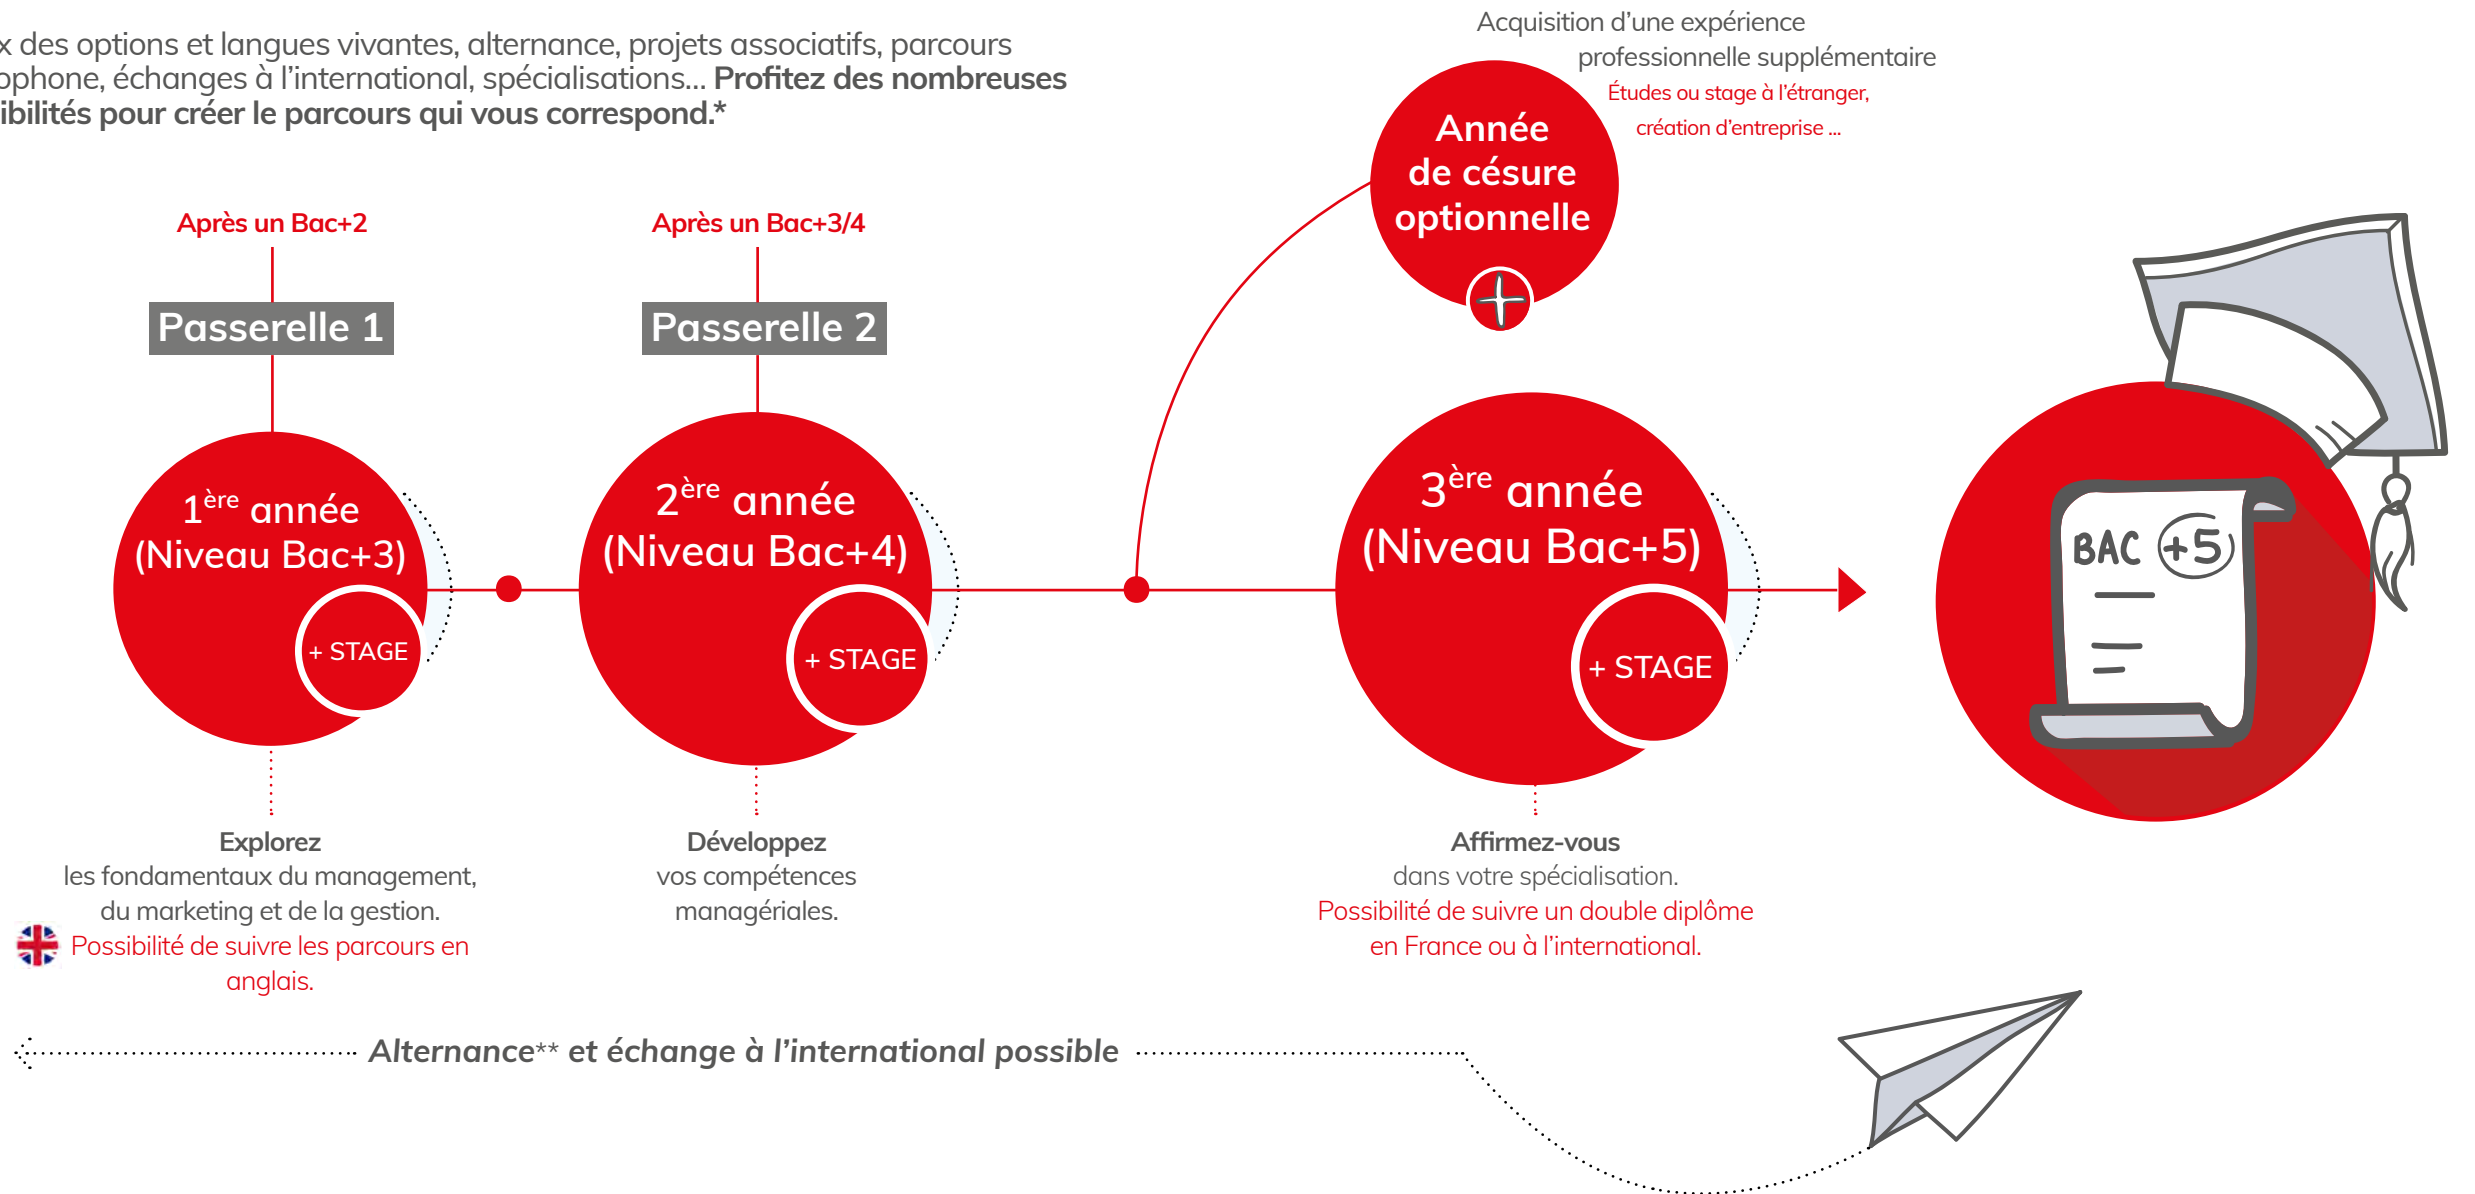 x des options et langues vivantes, alternance, projets associatifs, parcours
ophone, échanges à l'international, spécialisations... Profitez des nombreuses
ibilités pour créer le parcours qui vous correspond.*
Acquisition d'une expérience
professionnelle supplémentaire
Études ou stage à l'étranger,
création d'entreprise ...
Année
de césure
optionnelle
Après un Bac+2
Passerelle 1
Après un Bac+3/4
Passerelle 2
1ère année
(Niveau Bac+3)
+ STAGE
2ère année
(Niveau Bac+4)
+ STAGE
3ère année
(Niveau Bac+5)
+ STAGE
BAC +5
Explorez
les fondamentaux du management,
du marketing et de la gestion.
Possibilité de suivre les parcours en
anglais.
Développez
vos compétences
managériales.
Affirmez-vous
dans votre spécialisation.
Possibilité de suivre un double diplôme
en France ou à l'international.
Alternance** et échange à l'international possible